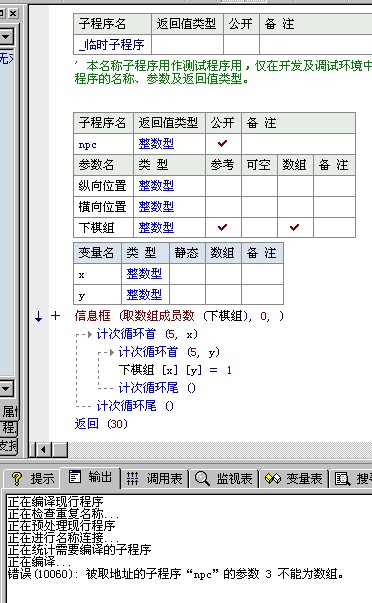 子程序名 返回值类型 公开 备 注
_临时子程序
' 本名称子程序用作测试程序用，仅在开发及调试环境中
程序的名称、参数及返回值类型。
子程序名 返回值类型 公开 备 注
npc 整数型
参数名 类 型 参考 可空 数组 备 注
纵向位置 整数型
横向位置 整数型
下棋组 整数型
变量名 类 型 静态 数组 备 注
x 整数型
y 整数型
信息框 (取数组成员数 (下棋组), 0, )
计次循环首 (5, x)
计次循环首 (5, y)
下棋组 [x] [y] = 1
计次循环尾 ()
计次循环尾 ()
返回 (30)
提示 输出 调用表 监视表 变量表
正在编译现行程序
正在检查重复名称...
正在预处理现行程序
正在进行名称连接...
正在统计需要编译的子程序
正在编译...
错误(10060): 被取地址的子程序“npc”的参数 3 不能为数组。